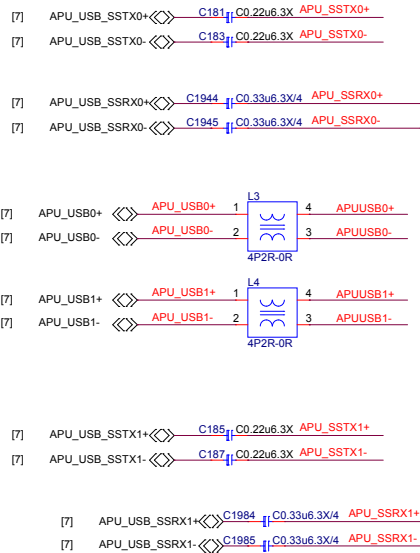 [7] APU_USB_SSTX0+ C181 C0.22u6.3X APU_SSTX0+
[7] APU_USB_SSTX0- C183 C0.22u6.3X APU_SSTX0-
[7] APU_USB_SSRX0+ C1944 C0.33u6.3X/4 APU_SSRX0+
[7] APU_USB_SSRX0- C1945 C0.33u6.3X/4 APU_SSRX0-
L3
[7] APU_USB0+ APU_USB0+ 1 4 APUUSB0+
[7] APU_USB0- APU_USB0- 2 3 APUUSB0-
4P2R-0R
L4
[7] APU_USB1+ APU_USB1+ 1 4 APUUSB1+
[7] APU_USB1- APU_USB1- 2 3 APUUSB1-
4P2R-0R
[7] APU_USB_SSTX1+ C185 C0.22u6.3X APU_SSTX1+
[7] APU_USB_SSTX1- C187 C0.22u6.3X APU_SSTX1-
[7] APU_USB_SSRX1+ C1984 C0.33u6.3X/4 APU_SSRX1+
[7] APU_USB_SSRX1- C1985 C0.33u6.3X/4 APU_SSRX1-